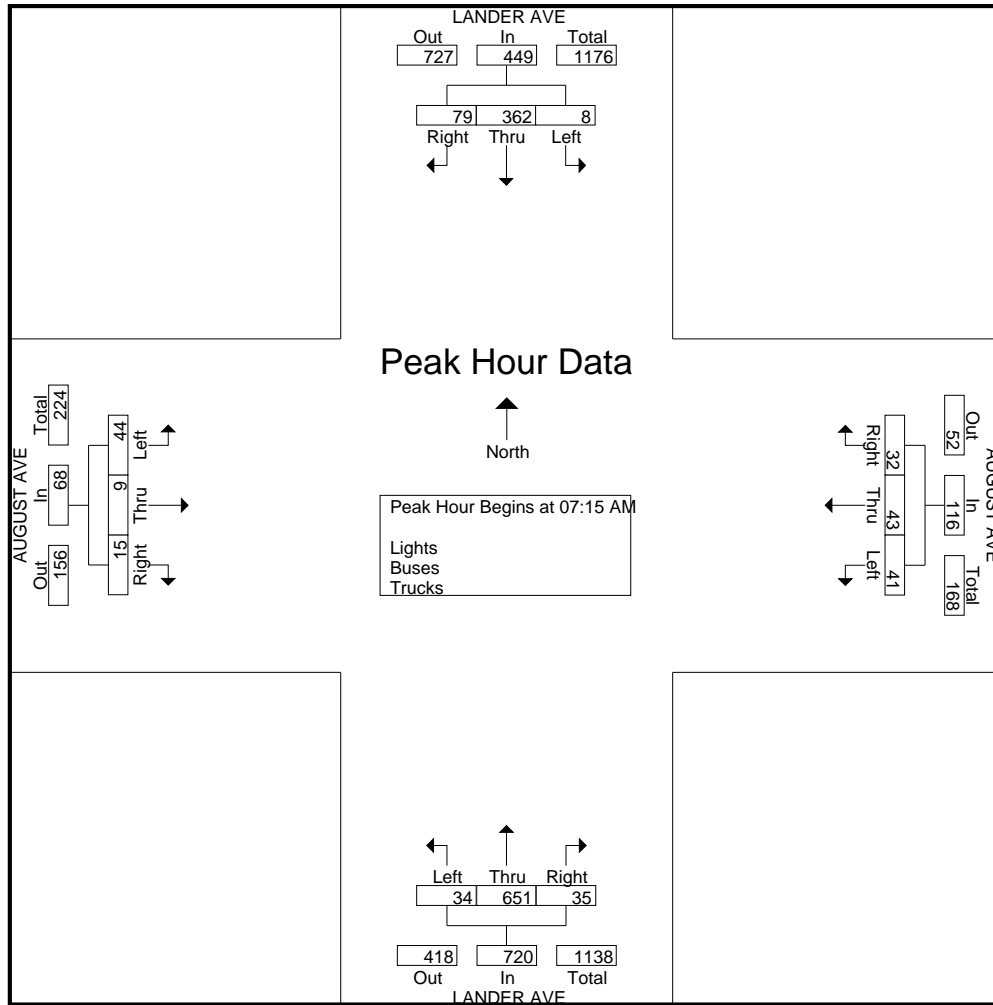 LANDER AVE
Out In Total
727 449 1176
79 362 8
Right Thru Left
Peak Hour Data
North
Peak Hour Begins at 07:15 AM
Lights
Buses
Trucks
AUGUST AVE
Out In Total
156 68 224
Right Thru Left
15 9 44
AUGUST AVE
Out In Total
52 116 168
Right Thru Left
32 43 41
Left Thru Right
34 651 35
418 720 1138
Out In Total
LANDER AVE